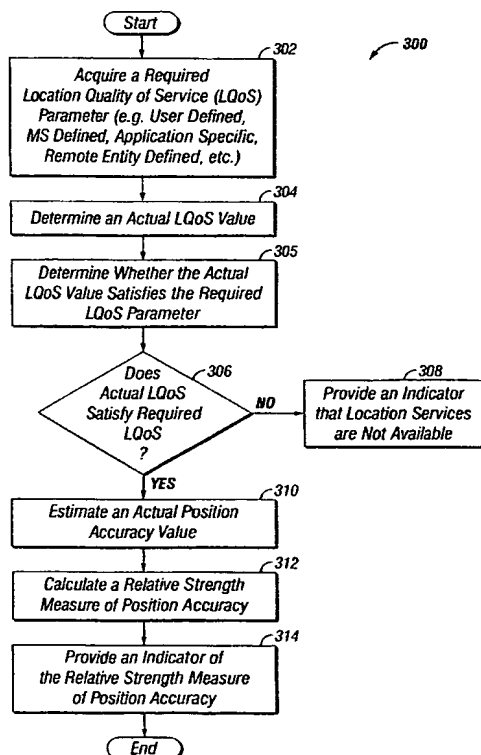 Start
300
302
Acquire a Required
Location Quality of Service (LQoS)
Parameter (e.g. User Defined,
MS Defined, Application Specific,
Remote Entity Defined, etc.)
304
Determine an Actual LQoS Value
305
Determine Whether the Actual
LQoS Value Satisfies the Required
LQoS Parameter
306
Does
Actual LQoS
Satisfy Required
LQoS
?
NO
308
Provide an Indicator
that Location Services
are Not Available
YES
310
Estimate an Actual Position
Accuracy Value
312
Calculate a Relative Strength
Measure of Position Accuracy
314
Provide an Indicator of
the Relative Strength Measure
of Position Accuracy
End